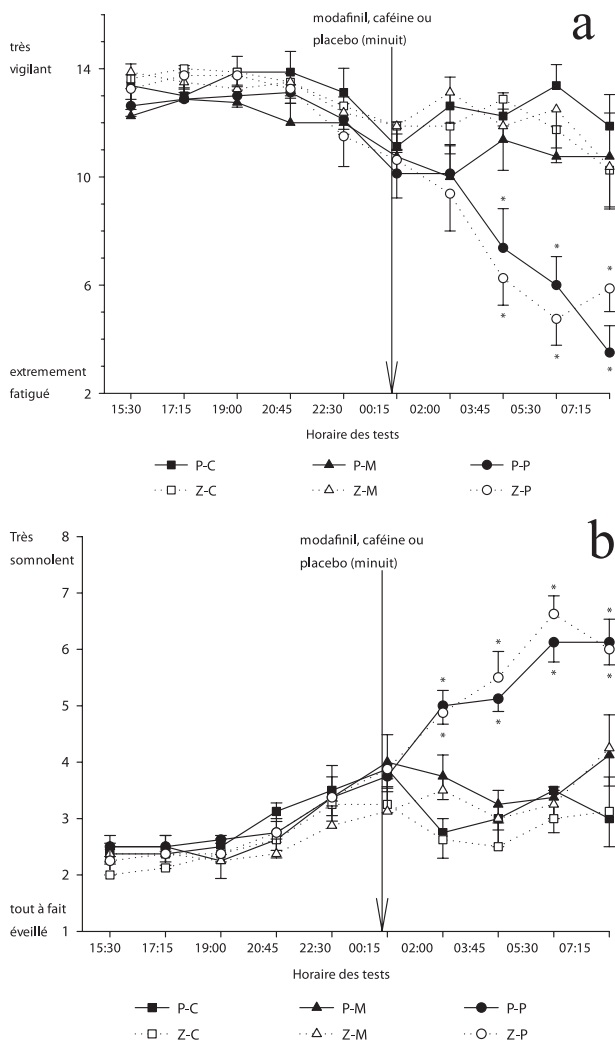 modafinil, caféine ou
placebo (minuit)
a
très
vigilant
14
10
6
extremement
fatigué
2
15:30 17:15 19:00 20:45 22:30 00:15 02:00 03:45 05:30 07:15
Horaire des tests
P-C P-M P-P
Z-C Z-M Z-P
* * * * * *
Très
somnolent
8
modafinil, caféine ou
placebo (minuit)
b
7
6
5
4
3
2
tout à fait
éveillé
1
* * * * * * * *
15:30 17:15 19:00 20:45 22:30 00:15 02:00 03:45 05:30 07:15
Horaire des tests
P-C P-M P-P
Z-C Z-M Z-P